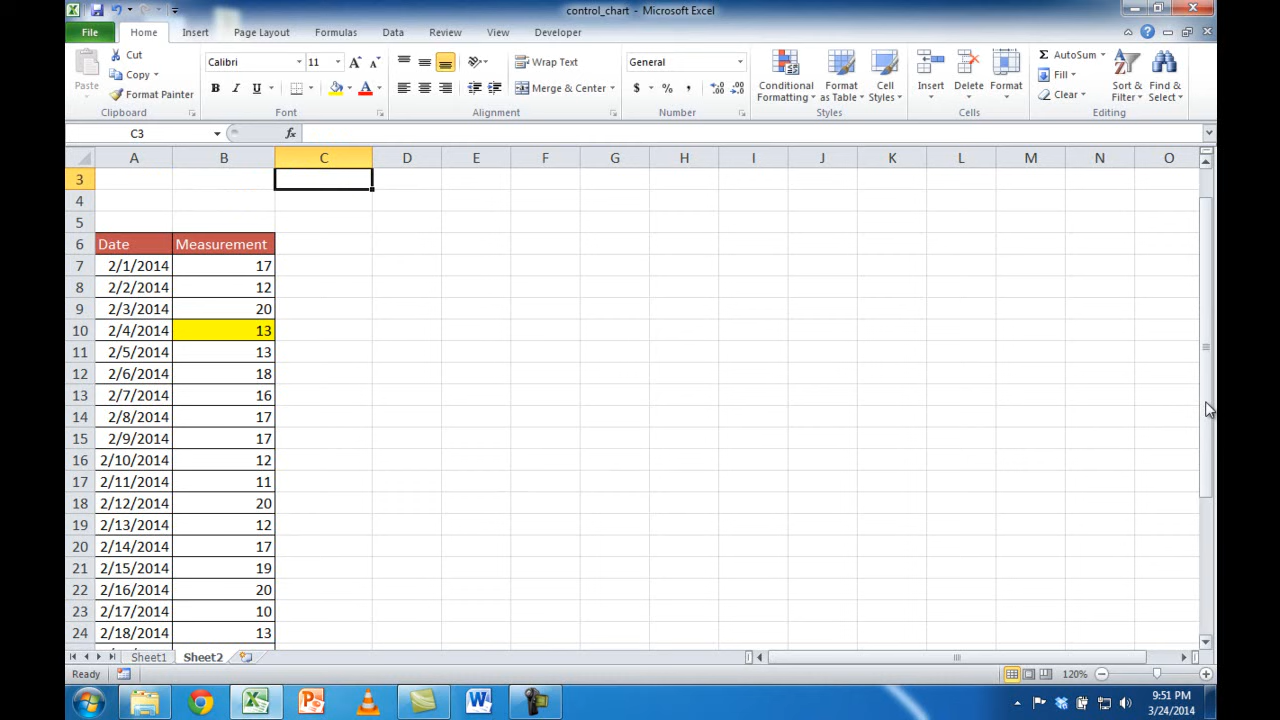 control_chart - Microsoft Excel
File Home Insert Page Layout Formulas Data Review View Developer
Paste Cut Calibri 11 Wrap Text General Conditional Formatting Format as Table Cell Styles Insert Delete Format AutoSum Sort & Filter Find & Select
Copy Fill
Format Painter B I U A Merge & Center $ % , Clear
Clipboard Font Alignment Number Styles Cells Editing
C3 fx
A B C D E F G H I J K L M N O
3
4
5
6 Date Measurement
7 2/1/2014 17
8 2/2/2014 12
9 2/3/2014 20
10 2/4/2014 13
11 2/5/2014 13
12 2/6/2014 18
13 2/7/2014 16
14 2/8/2014 17
15 2/9/2014 17
16 2/10/2014 12
17 2/11/2014 11
18 2/12/2014 20
19 2/13/2014 12
20 2/14/2014 17
21 2/15/2014 19
22 2/16/2014 20
23 2/17/2014 10
24 2/18/2014 13
Sheet1 Sheet2
Ready 120%
9:51 PM
3/24/2014